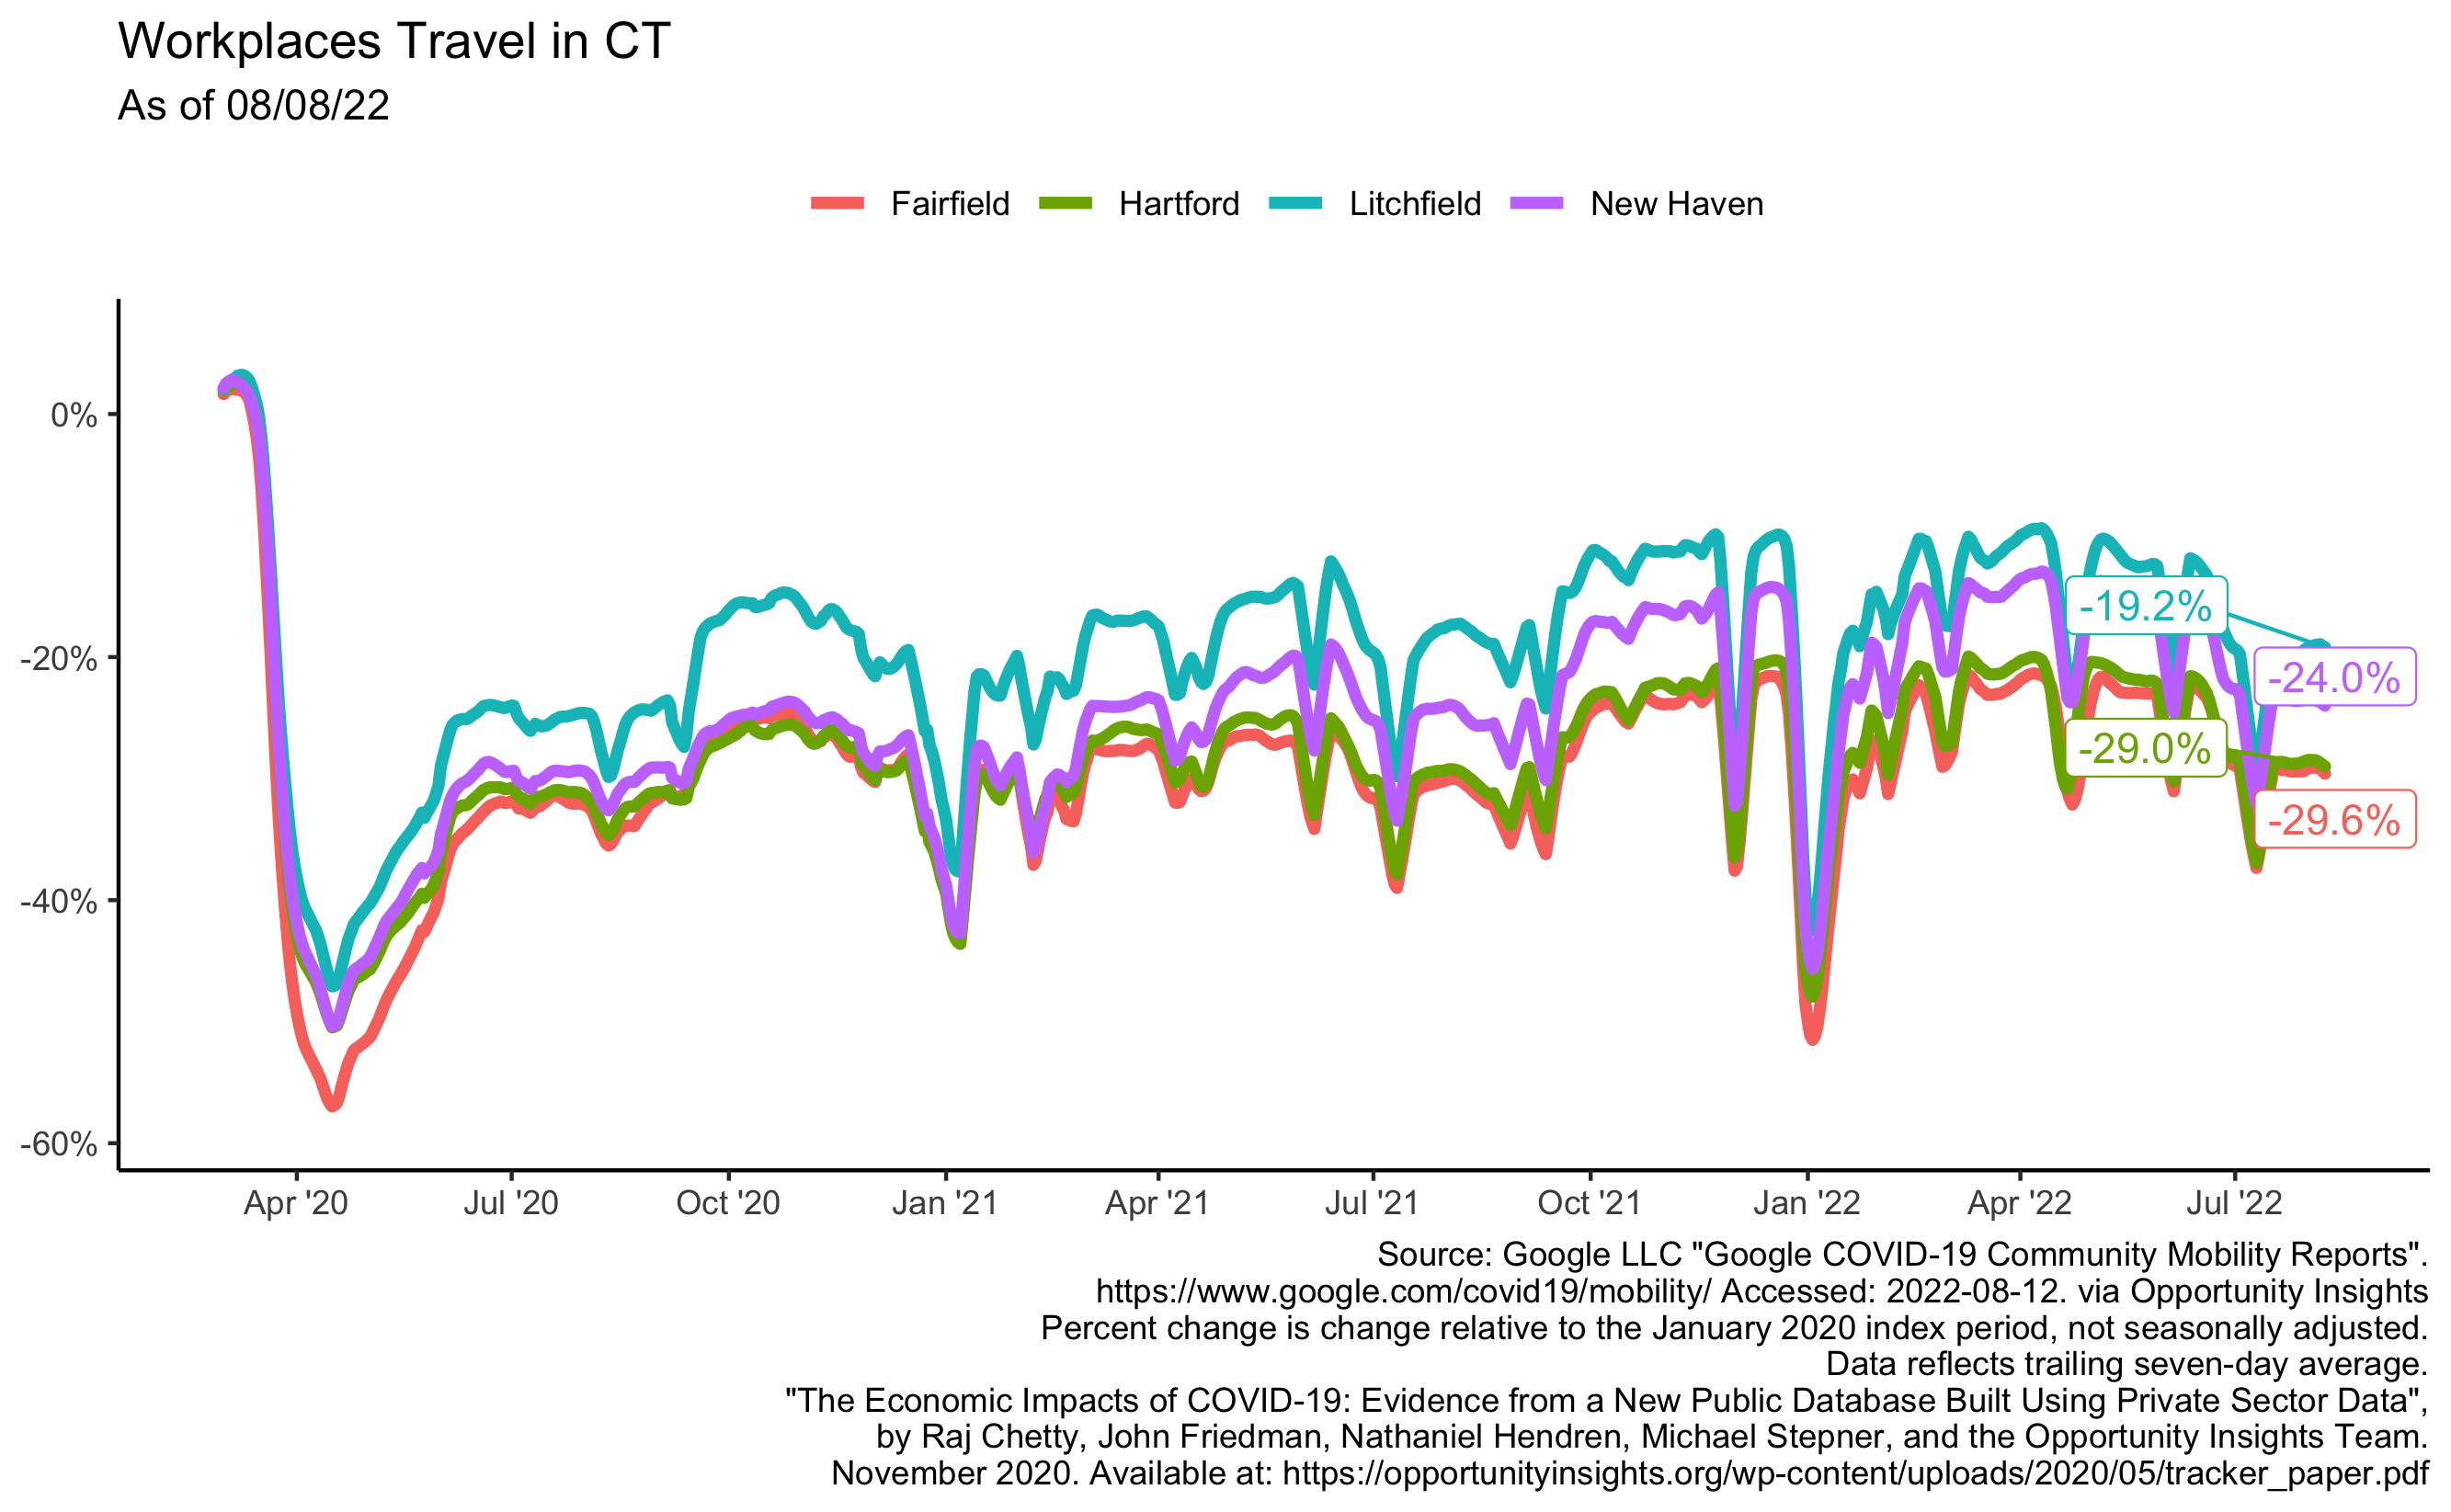 Workplaces Travel in CT
As of 08/08/22
Fairfield Hartford Litchfield New Haven
0%
-20%
-40%
-60%
-19.2%
-24.0%
-29.0%
-29.6%
Apr '20 Jul '20 Oct '20 Jan '21 Apr '21 Jul '21 Oct '21 Jan '22 Apr '22 Jul '22
Source: Google LLC "Google COVID-19 Community Mobility Reports".
https://www.google.com/covid19/mobility/ Accessed: 2022-08-12. via Opportunity Insights
Percent change is change relative to the January 2020 index period, not seasonally adjusted.
Data reflects trailing seven-day average.
"The Economic Impacts of COVID-19: Evidence from a New Public Database Built Using Private Sector Data",
by Raj Chetty, John Friedman, Nathaniel Hendren, Michael Stepner, and the Opportunity Insights Team.
November 2020. Available at: https://opportunityinsights.org/wp-content/uploads/2020/05/tracker_paper.pdf